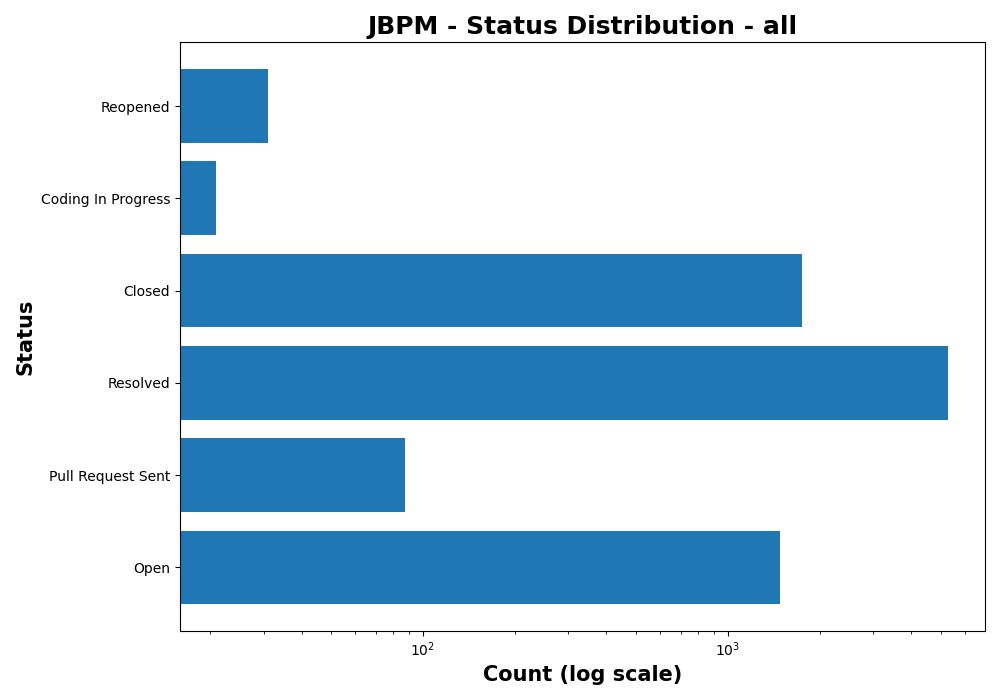 JBPM - Status Distribution - all
Reopened
Coding In Progress
Closed
Resolved
Pull Request Sent
Open
Status
10²
10³
Count (log scale)